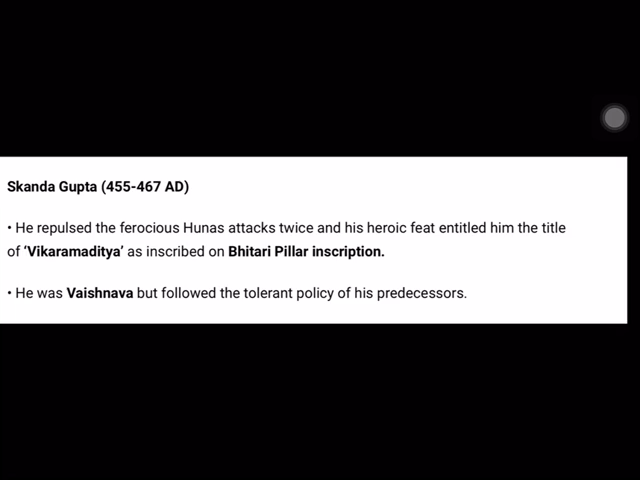 Skanda Gupta (455-467 AD)
• He repulsed the ferocious Hunas attacks twice and his heroic feat entitled him the title
of ‘Vikaramaditya’ as inscribed on Bhitari Pillar inscription.
• He was Vaishnava but followed the tolerant policy of his predecessors.